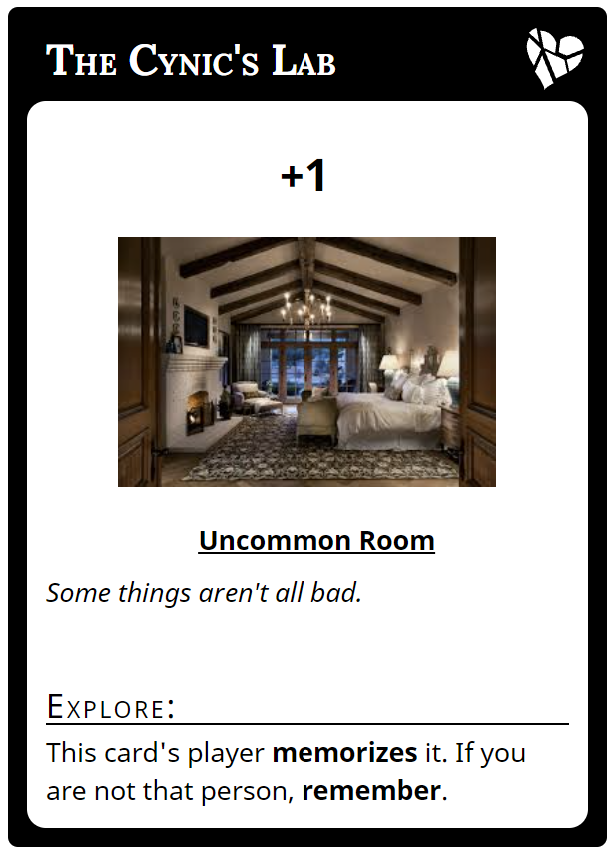 The Cynic's Lab
+1
Uncommon Room
Some things aren't all bad.
Explore:
This card's player memorizes it. If you
are not that person, remember.